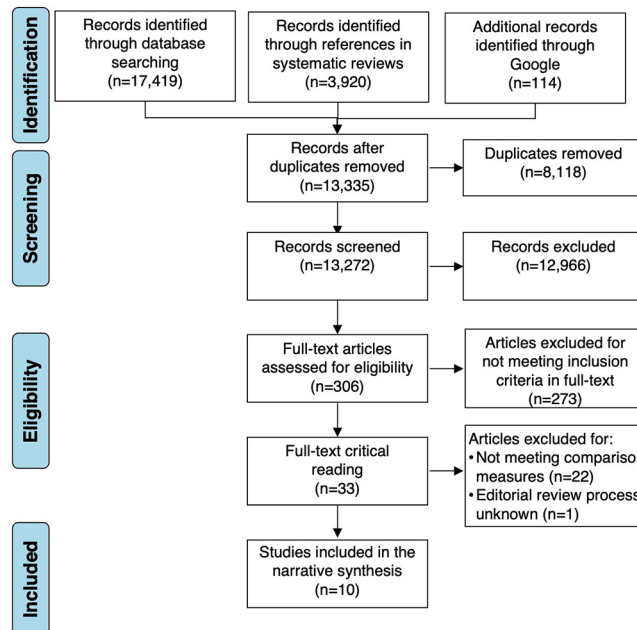 Identification
Records identified
through database
searching
(n=17,419)
Records identified
through references in
systematic reviews
(n=3,920)
Additional records
identified through
Google
(n=114)
Screening
Records after
duplicates removed
(n=13,335)
Duplicates removed
(n=8,118)
Records screened
(n=13,272)
Records excluded
(n=12,966)
Eligibility
Full-text articles
assessed for eligibility
(n=306)
Articles excluded for
not meeting inclusion
criteria in full-text
(n=273)
Full-text critical
reading
(n=33)
Articles excluded for:
•Not meeting compariso
measures (n=22)
•Editorial review process
unknown (n=1)
Included
Studies included in the
narrative synthesis
(n=10)